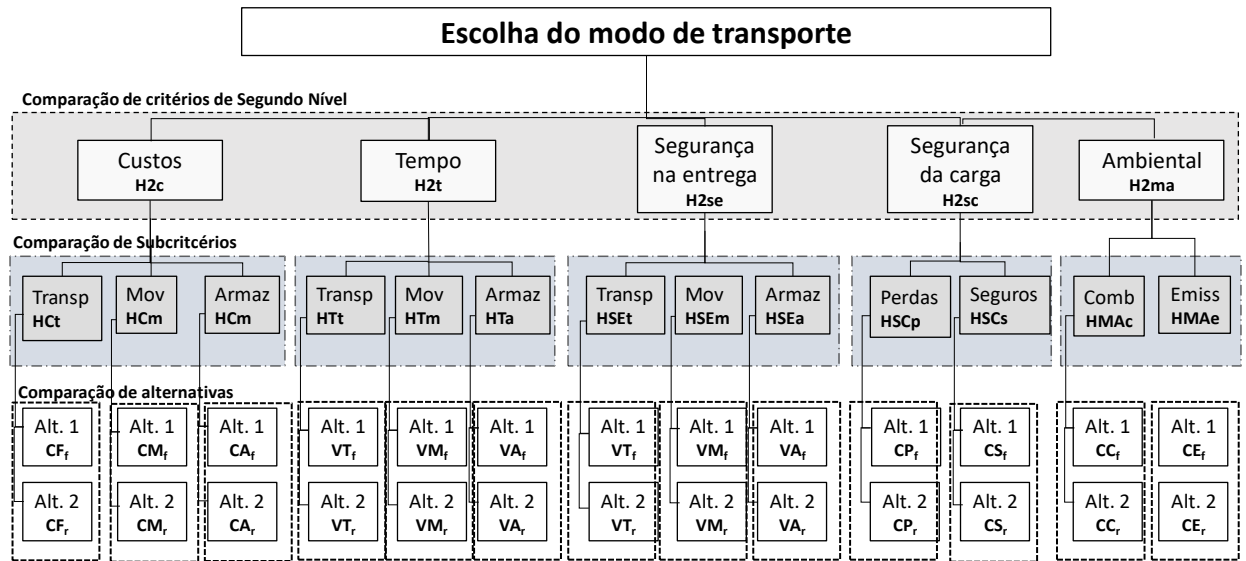 Escolha do modo de transporte
Comparação de critérios de Segundo Nível
Custos
H2c
Tempo
H2t
Segurança
na entrega
H2se
Segurança
da carga
H2sc
Ambiental
H2ma
Comparação de Subcritcérios
Transp
HCt
Mov
HCm
Armaz
HCm
Transp
HTt
Mov
HTm
Armaz
HTa
Transp
HSEt
Mov
HSEm
Armaz
HSEa
Perdas
HSCp
Seguros
HSCs
Comb
HMAc
Emiss
HMAe
Comparação de alternativas
Alt. 1
CFf
Alt. 1
CMf
Alt. 1
CAf
Alt. 1
VTf
Alt. 1
VMf
Alt. 1
VAf
Alt. 1
VTf
Alt. 1
VMf
Alt. 1
VAf
Alt. 1
CPf
Alt. 1
CSf
Alt. 1
CCf
Alt. 1
CEf
Alt. 2
CFr
Alt. 2
CMr
Alt. 2
CAr
Alt. 2
VTr
Alt. 2
VMr
Alt. 2
VAr
Alt. 2
VTr
Alt. 2
VMr
Alt. 2
VAr
Alt. 2
CPr
Alt. 2
CSr
Alt. 2
CCr
Alt. 2
CEr